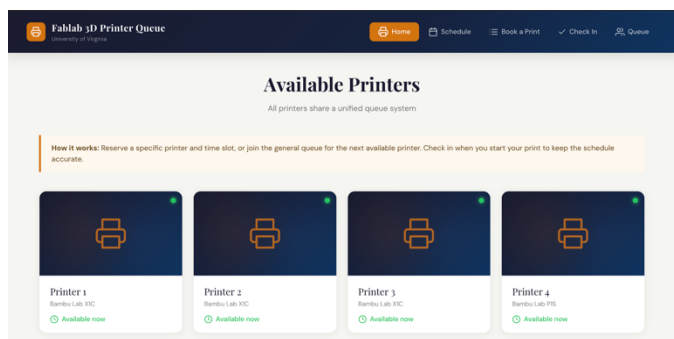 Fablab 3D Printer Queue
University of Virginia
Home
Schedule
Book a Print
Check In
Queue
Available Printers
All printers share a unified queue system
How it works: Reserve a specific printer and time slot, or join the general queue for the next available printer. Check in when you start your print to keep the schedule
accurate.
Printer 1
Bambu Lab X1C
Available now
Printer 2
Bambu Lab X1C
Available now
Printer 3
Bambu Lab X1C
Available now
Printer 4
Bambu Lab P1S
Available now